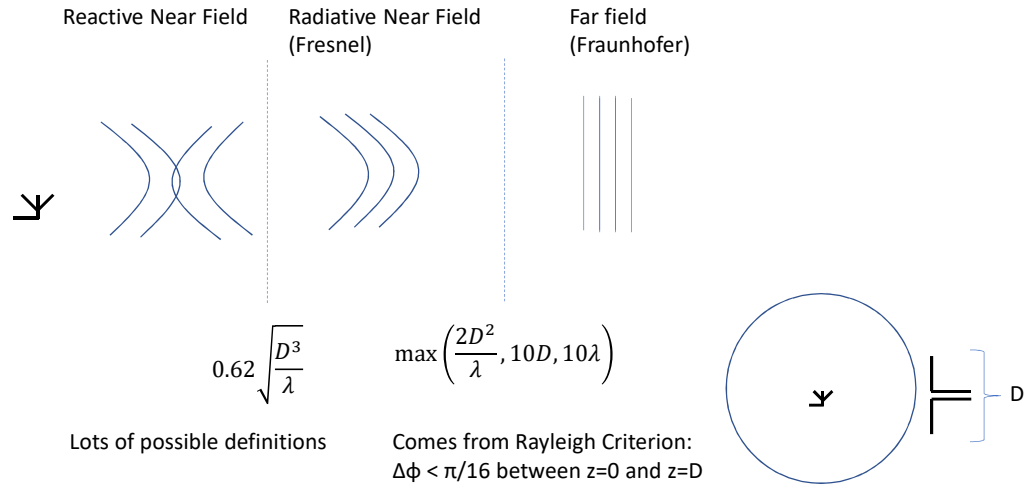 Reactive Near Field
Radiative Near Field
(Fresnel)
Far field
(Fraunhofer)
0.62√(D³/λ)
max(2D²/λ, 10D, 10λ)
D
Lots of possible definitions
Comes from Rayleigh Criterion:
Δϕ < π/16 between z=0 and z=D